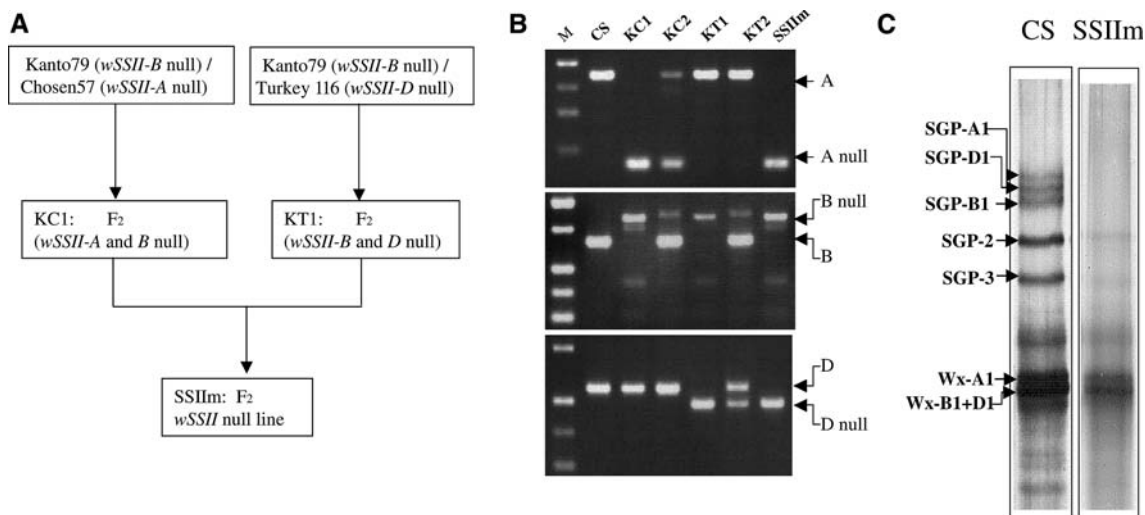 A
Kanto79 (wSSII-B null) /
Chosen57 (wSSII-A null)
Kanto79 (wSSII-B null) /
Turkey 116 (wSSII-D null)
KC1: F2
(wSSII-A and B null)
KT1: F2
(wSSII-B and D null)
SSIIm: F2
wSSII null line
B
M
CS
KC1
KC2
KT1
KT2
SSIIm
A
A null
B null
B
D
D null
C
CS SSIIm
SGP-A1
SGP-D1
SGP-B1
SGP-2
SGP-3
Wx-A1
Wx-B1+D1